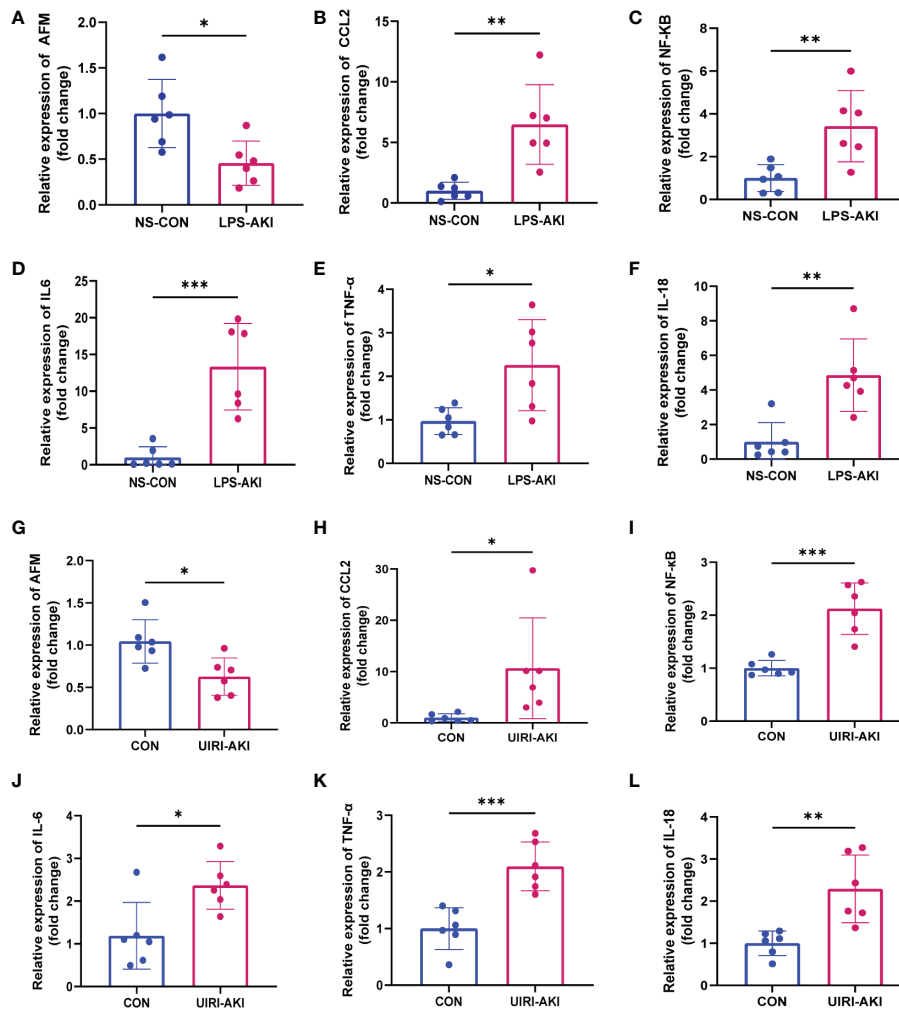 A
Relative expression of AFM
(fold change)
2.0
1.5
1.0
0.5
0.0
*
NS-CON
LPS-AKI
B
Relative expression of CCL2
(fold change)
15
10
5
0
**
NS-CON
LPS-AKI
C
Relative expression of NF-KB
(fold change)
8
6
4
2
0
**
NS-CON
LPS-AKI
D
Relative expression of IL6
(fold change)
25
20
15
10
5
0
***
NS-CON
LPS-AKI
E
Relative expression of TNF-α
(fold change)
4
3
2
1
0
*
NS-CON
LPS-AKI
F
Relative expression of IL-18
(fold change)
10
8
6
4
2
0
**
NS-CON
LPS-AKI
G
Relative expression of AFM
(fold change)
2.0
1.5
1.0
0.5
0.0
*
CON
UIRI-AKI
H
Relative expression of CCL2
(fold change)
30
20
10
0
*
CON
UIRI-AKI
I
Relative expression of NF-κB
(fold change)
3
2
1
0
***
CON
UIRI-AKI
J
Relative expression of IL-6
(fold change)
4
3
2
1
0
*
CON
UIRI-AKI
K
Relative expression of TNF-α
(fold change)
3
2
1
0
***
CON
UIRI-AKI
L
Relative expression of IL-18
(fold change)
4
3
2
1
0
**
CON
UIRI-AKI